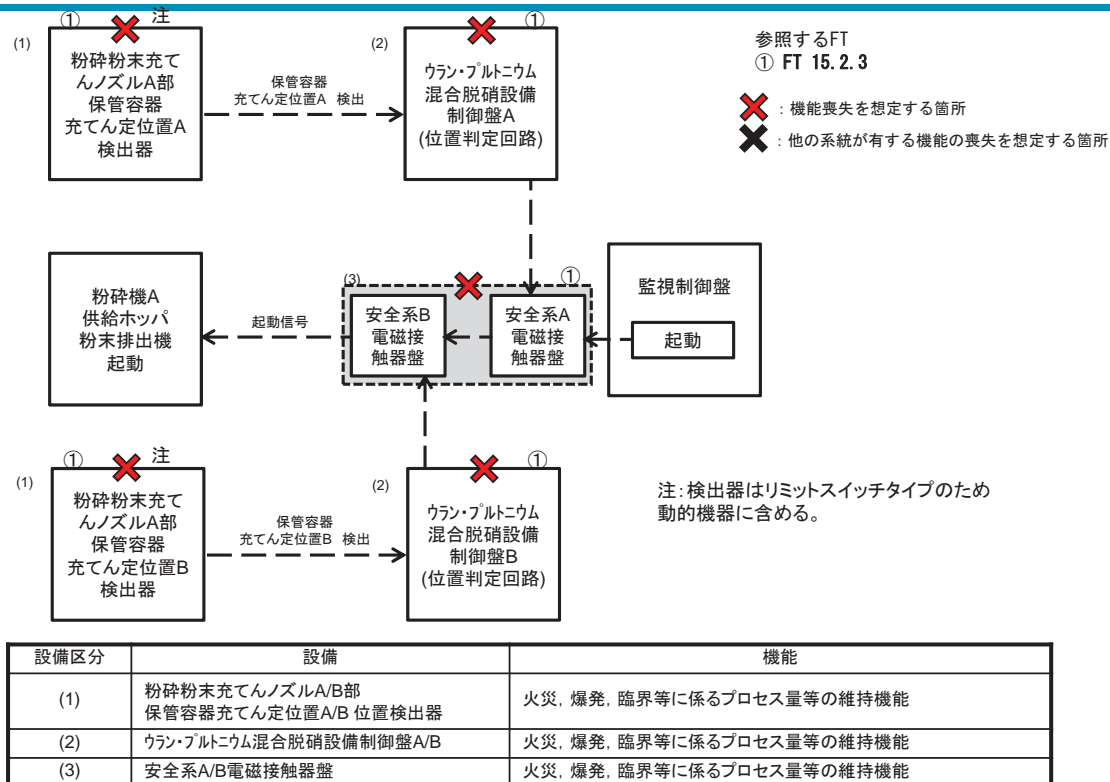 (1)
①
注
粉砕粉末充て
んノズルA部
保管容器
充てん定位置A
検出器
保管容器
充てん定位置A 検出
(2)
①
ウラン・プルトニウム
混合脱硝設備
制御盤A
(位置判定回路)
参照するFT
① FT 15.2.3
：機能喪失を想定する箇所
：他の系統が有する機能の喪失を想定する箇所
粉砕機A
供給ホッパ
粉末排出機
起動
起動信号
(3)
①
安全系B
電磁接
触器盤
安全系A
電磁接
触器盤
監視制御盤
起動
(1)
①
注
粉砕粉末充て
んノズルA部
保管容器
充てん定位置B
検出器
保管容器
充てん定位置B 検出
(2)
①
ウラン・プルトニウム
混合脱硝設備
制御盤B
(位置判定回路)
注：検出器はリミットスイッチタイプのため
動的機器に含める。
設備区分 設備 機能
(1) 粉砕粉末充てんノズルA/B部
保管容器充てん定位置A/B 位置検出器 火災，爆発，臨界等に係るプロセス量等の維持機能
(2) ウラン・プルトニウム混合脱硝設備制御盤A/B 火災，爆発，臨界等に係るプロセス量等の維持機能
(3) 安全系A/B電磁接触器盤 火災，爆発，臨界等に係るプロセス量等の維持機能